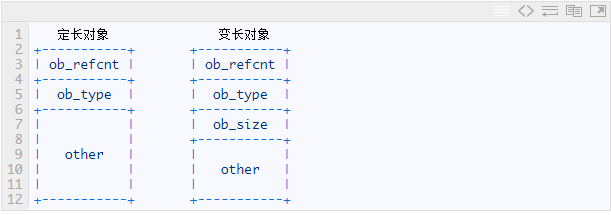 1 定长对象 变长对象
2 +-----------+ +-----------+
3 | ob_refcnt | | ob_refcnt |
4 +-----------+ +-----------+
5 | ob_type | | ob_type |
6 +-----------+ +-----------+
7 | | | ob_size |
8 | | +-----------+
9 | other | | |
10 | | | other |
11 | | | |
12 +-----------+ +-----------+